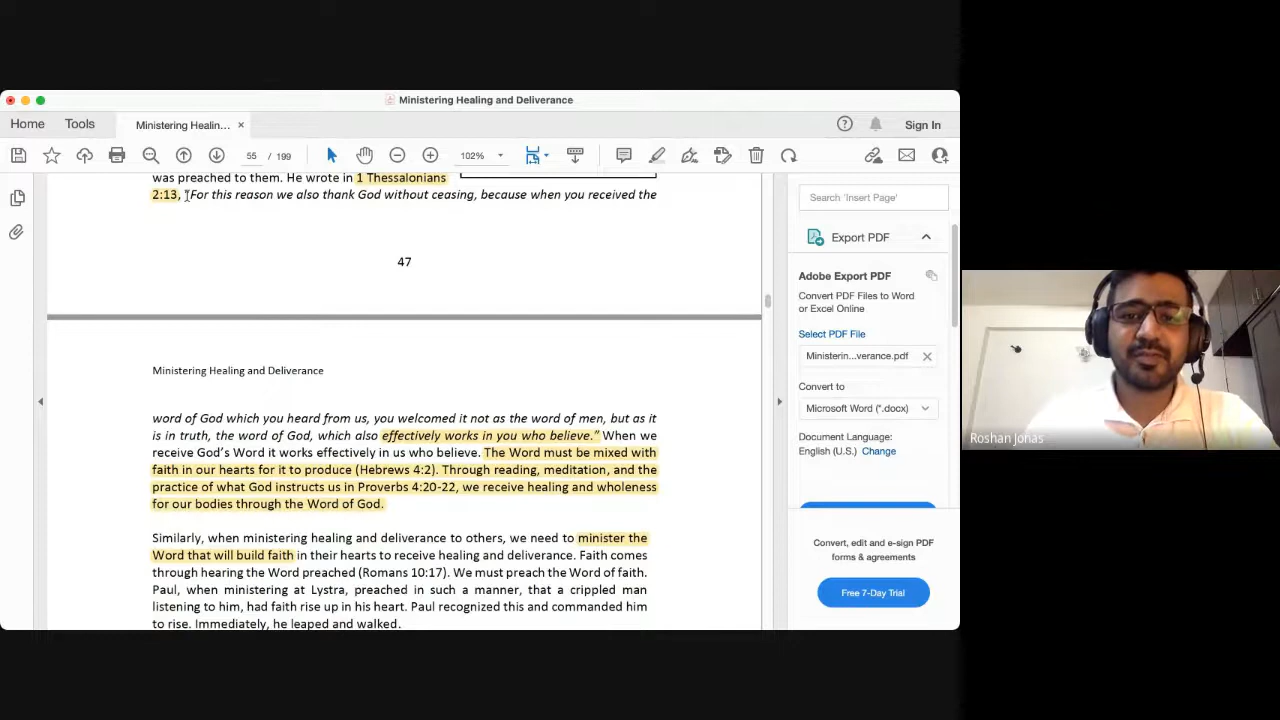 Ministering Healing and Deliverance
Home Tools Ministering Healin... × Sign In
55 / 199 102%
was preached to them. He wrote in 1 Thessalonians
2:13, "For this reason we also thank God without ceasing, because when you received the
47
Ministering Healing and Deliverance
word of God which you heard from us, you welcomed it not as the word of men, but as it
is in truth, the word of God, which also effectively works in you who believe." When we
receive God's Word it works effectively in us who believe. The Word must be mixed with
faith in our hearts for it to produce (Hebrews 4:2). Through reading, meditation, and the
practice of what God instructs us in Proverbs 4:20-22, we receive healing and wholeness
for our bodies through the Word of God.
Similarly, when ministering healing and deliverance to others, we need to minister the
Word that will build faith in their hearts to receive healing and deliverance. Faith comes
through hearing the Word preached (Romans 10:17). We must preach the Word of faith.
Paul, when ministering at Lystra, preached in such a manner, that a crippled man
listening to him, had faith rise up in his heart. Paul recognized this and commanded him
to rise. Immediately, he leaped and walked.
Search 'Insert Page'
Export PDF
Adobe Export PDF
Convert PDF Files to Word
or Excel Online
Select PDF File
Ministerin...verance.pdf
Convert to
Microsoft Word (*.docx)
Document Language:
English (U.S.) Change
Convert, edit and e-sign PDF
forms & agreements
Free 7-Day Trial
Roshan Jonas